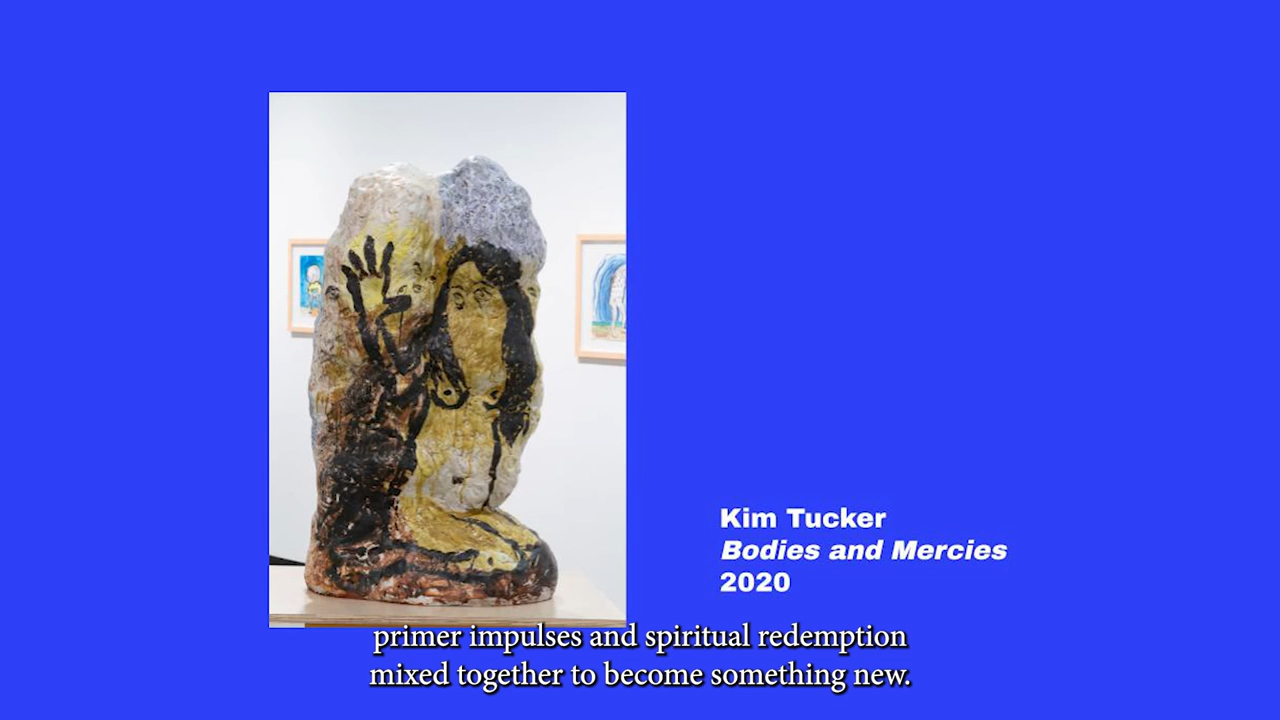 Kim Tucker
Bodies and Mercies
2020
primer impulses and spiritual redemption
mixed together to become something new.